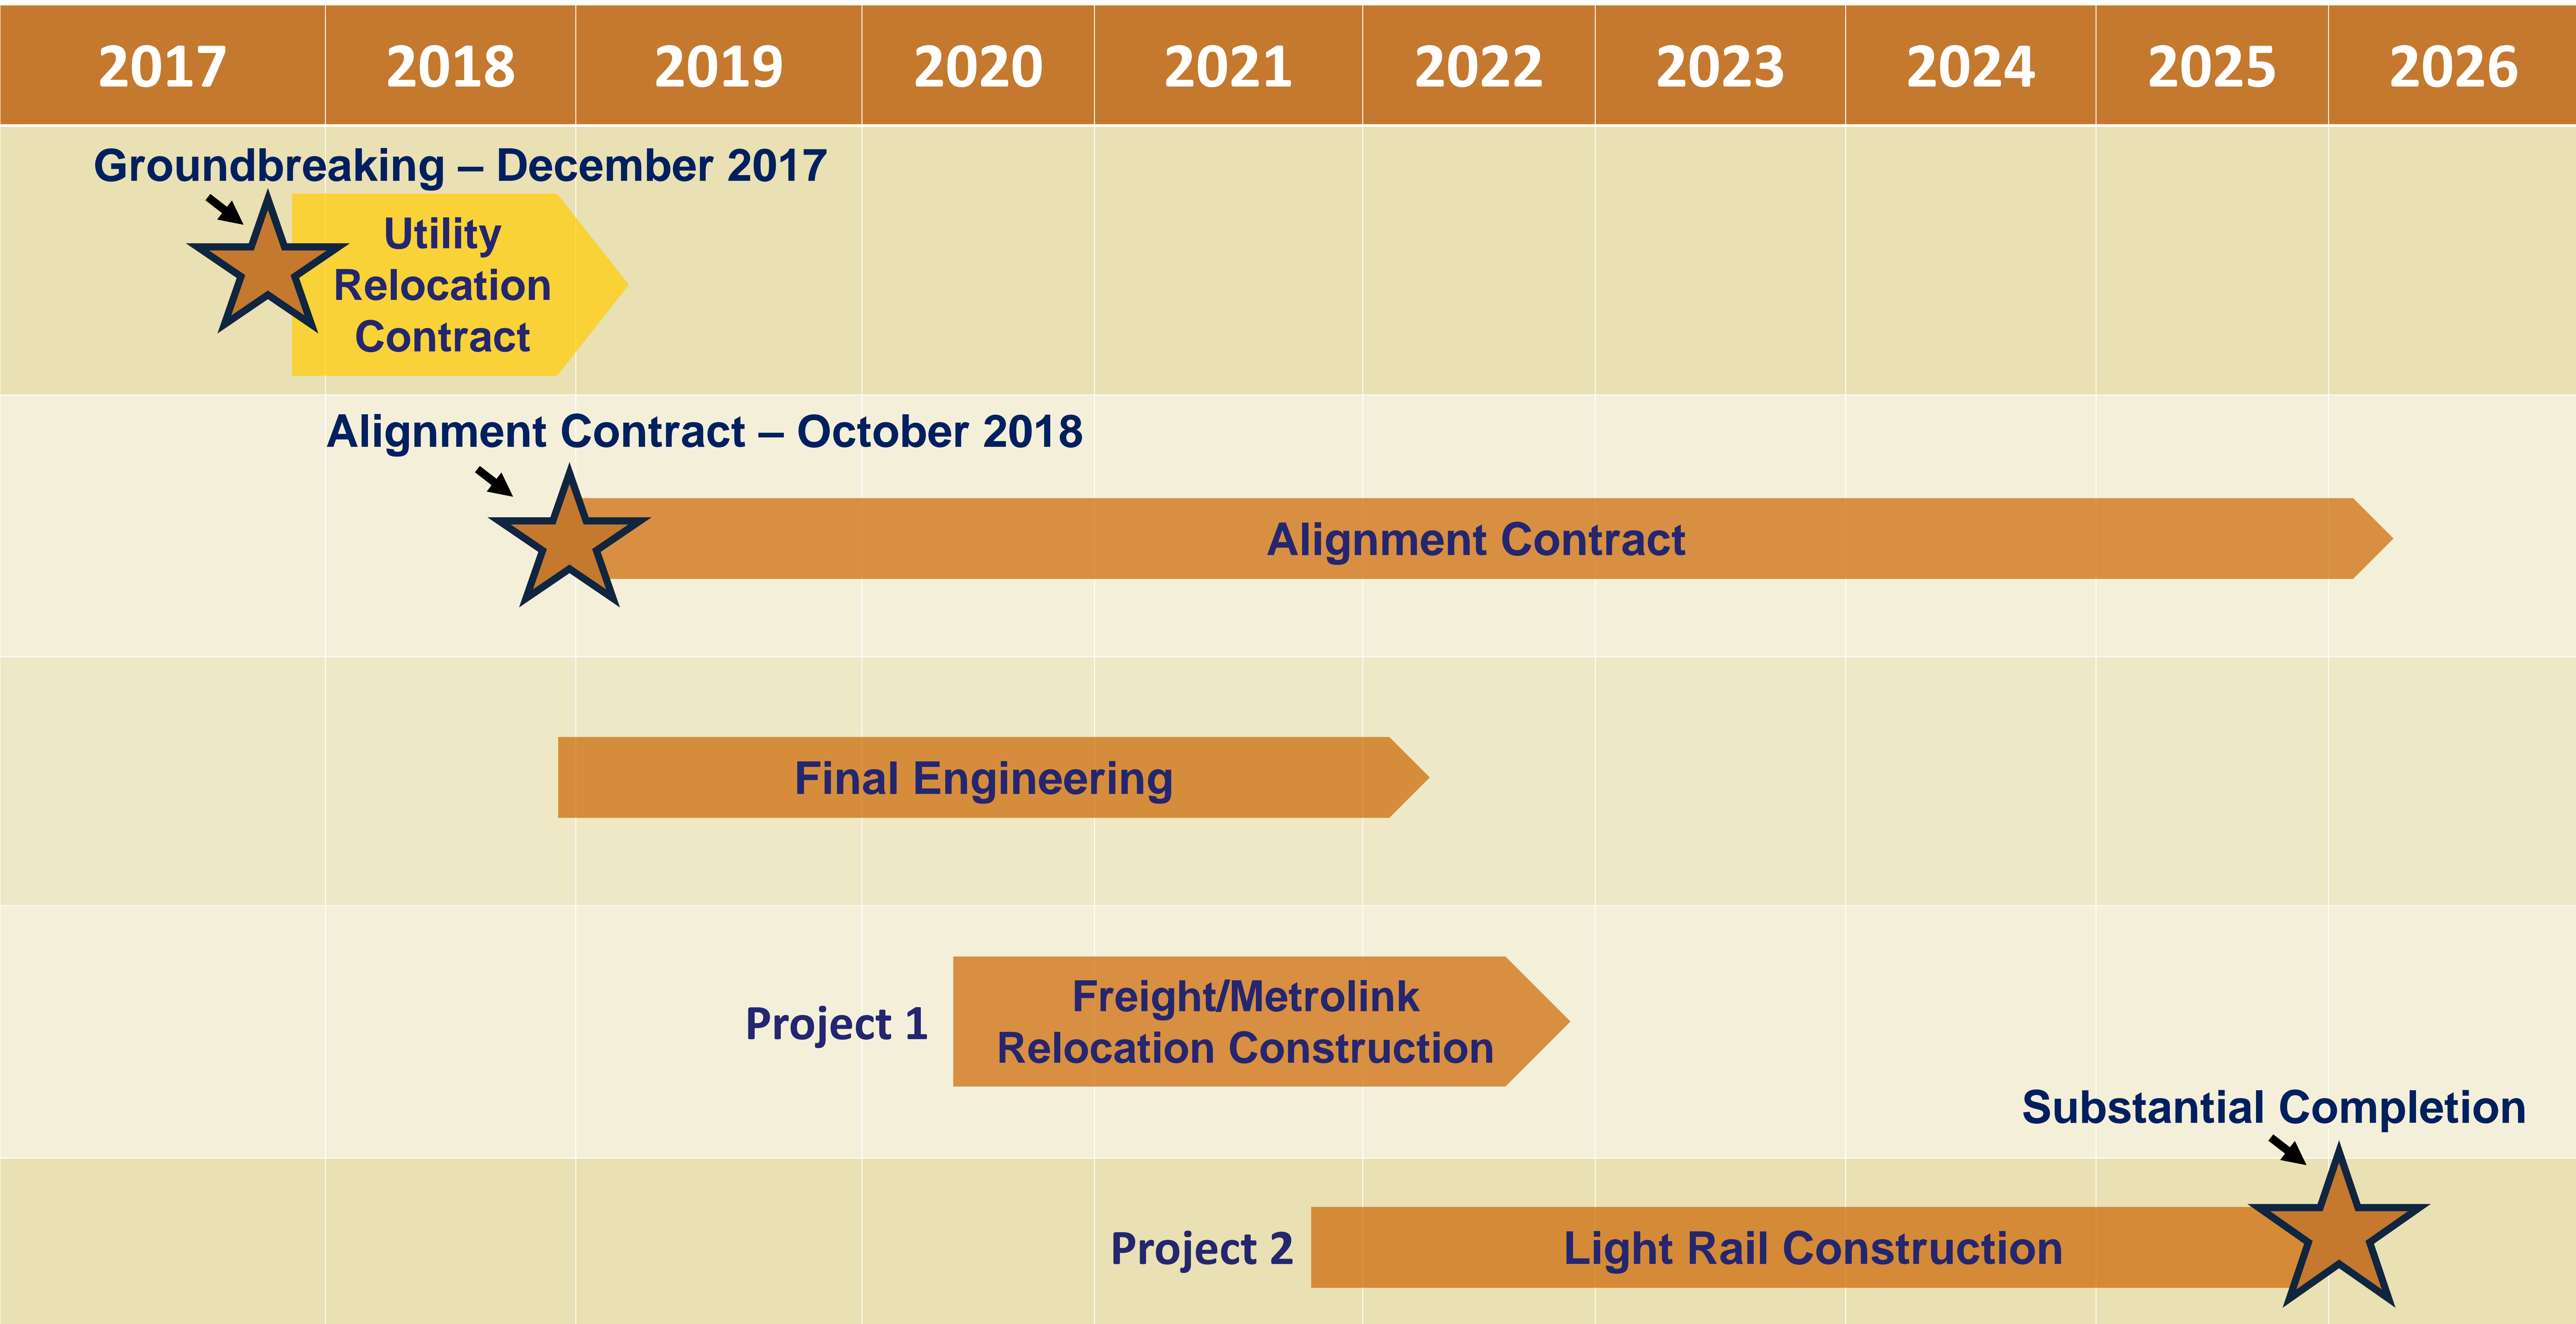 2017 2018 2019 2020 2021 2022 2023 2024 2025 2026
Groundbreaking – December 2017
Utility
Relocation
Contract
Alignment Contract – October 2018
Alignment Contract
Final Engineering
Project 1
Freight/Metrolink
Relocation Construction
Substantial Completion
Project 2
Light Rail Construction